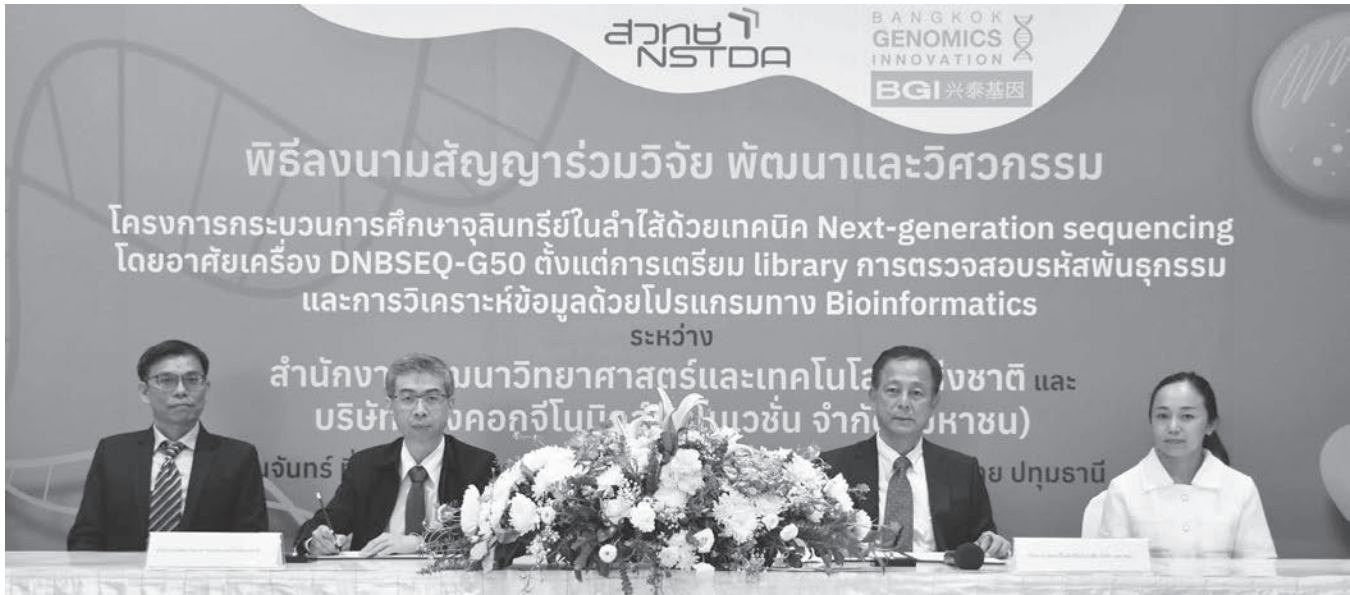 สวทช
NSTDA
BANGKOK
GENOMICS
INNOVATION
BGI 兴泰基因
พิธีลงนามสัญญาร่วมวิจัย พัฒนาและวิศวกรรม
โครงการกระบวนการศึกษาจุลินทรีย์ในลำไส้ด้วยเทคนิค Next-generation sequencing
โดยอาศัยเครื่อง DNBSEQ-G50 ตั้งแต่การเตรียม library การตรวจสอบรหัสพันธุกรรม
และการวิเคราะห์ข้อมูลด้วยโปรแกรมทาง Bioinformatics
ระหว่าง
สำนักงา ฒนาวิทยาศาสตร์และเทคโนโล ห่งชาติ และ
บริษัท งคอกจีโนมิก นเวชั่น จำกั หาชน)
นจันทร์ ย ปทุมธานี